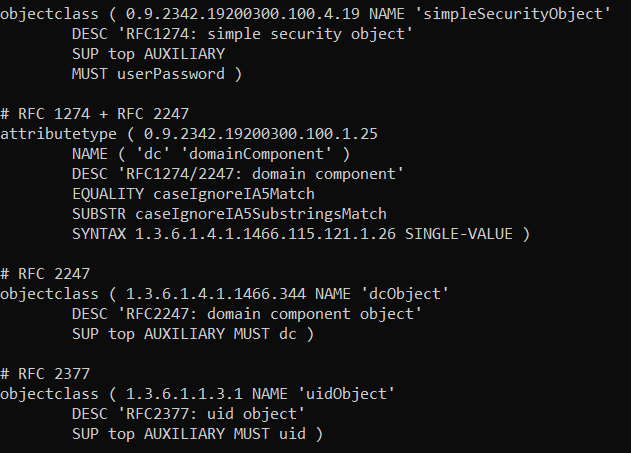 objectclass ( 0.9.2342.19200300.100.4.19 NAME 'simpleSecurityObject'
DESC 'RFC1274: simple security object'
SUP top AUXILIARY
MUST userPassword )
# RFC 1274 + RFC 2247
attributetype ( 0.9.2342.19200300.100.1.25
NAME ( 'dc' 'domainComponent' )
DESC 'RFC1274/2247: domain component'
EQUALITY caseIgnoreIA5Match
SUBSTR caseIgnoreIA5SubstringsMatch
SYNTAX 1.3.6.1.4.1.1466.115.121.1.26 SINGLE-VALUE )
# RFC 2247
objectclass ( 1.3.6.1.4.1.1466.344 NAME 'dcObject'
DESC 'RFC2247: domain component object'
SUP top AUXILIARY MUST dc )
# RFC 2377
objectclass ( 1.3.6.1.1.3.1 NAME 'uidObject'
DESC 'RFC2377: uid object'
SUP top AUXILIARY MUST uid )